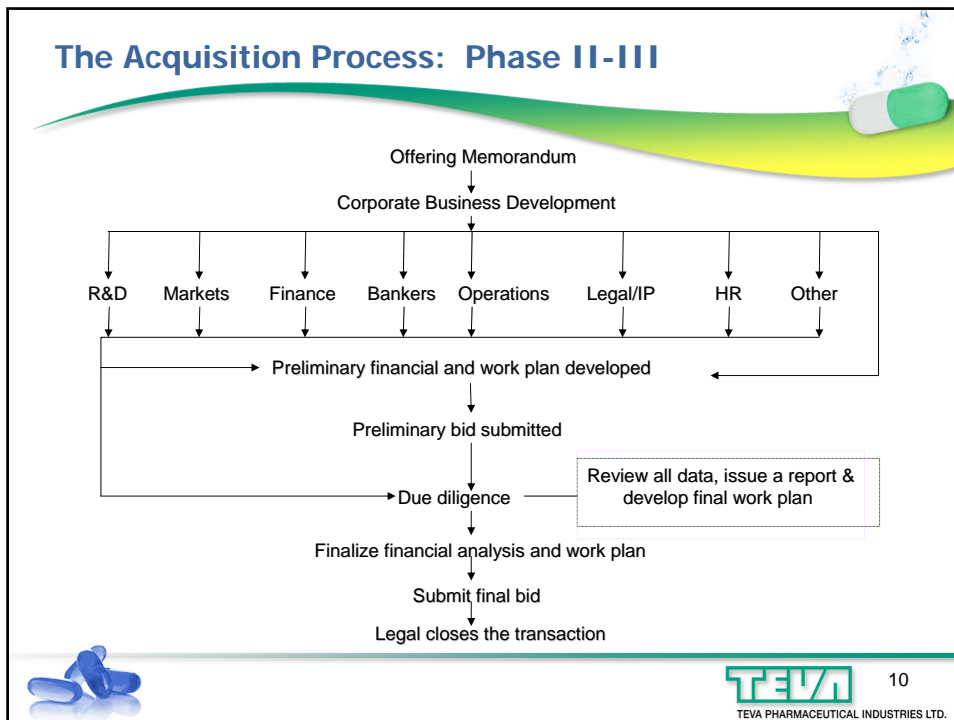 The Acquisition Process: Phase II-III
Offering Memorandum
Corporate Business Development
R&D Markets Finance Bankers Operations Legal/IP HR Other
Preliminary financial and work plan developed
Preliminary bid submitted
Review all data, issue a report &
develop final work plan
Due diligence
Finalize financial analysis and work plan
Submit final bid
Legal closes the transaction
TEVA
10
TEVA PHARMACEUTICAL INDUSTRIES LTD.